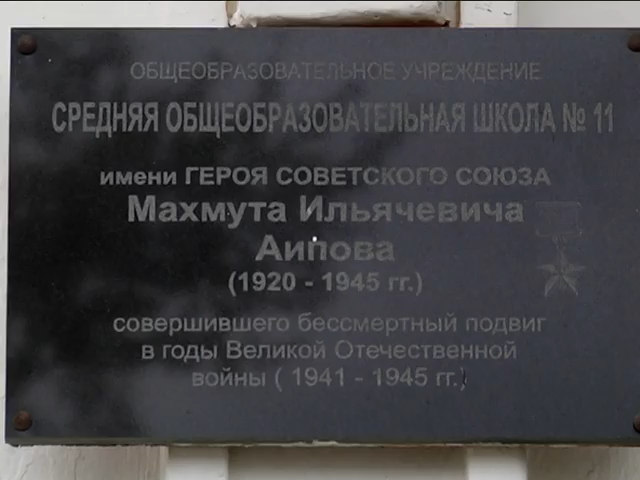 ОБЩЕОБРАЗОВАТЕЛЬНОЕ УЧРЕЖДЕНИЕ
СРЕДНЯЯ ОБЩЕОБРАЗОВАТЕЛЬНАЯ ШКОЛА № 11
имени ГЕРОЯ СОВЕТСКОГО СОЮЗА
Махмута Ильячевича
Аипова
(1920 - 1945 гг.)
совершившего бессмертный подвиг
в годы Великой Отечественной
войны ( 1941 - 1945 гг.)